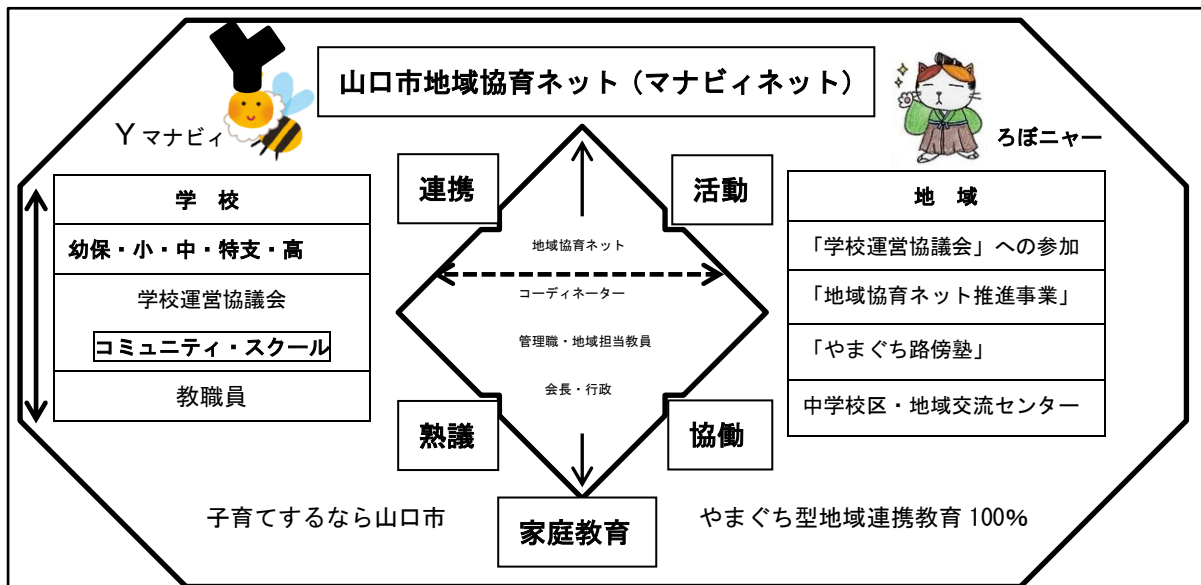 山口市地域協育ネット（マナビィネット）
Ｙマナビィ
ろぼニャー
連携
活動
学　校
幼保・小・中・特支・高
学校運営協議会
コミュニティ・スクール
教職員
地域協育ネット
コーディネーター
管理職・地域担当教員
会長・行政
地　域
「学校運営協議会」への参加
「地域協育ネット推進事業」
「やまぐち路傍塾」
中学校区・地域交流センター
熟議
協働
子育てするなら山口市
家庭教育
やまぐち型地域連携教育 100%